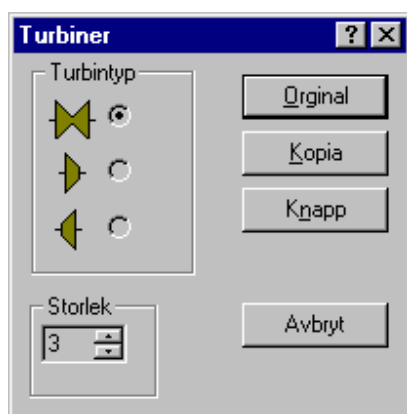 Turbiner
Turbintyp
Orginal
Kopia
Knapp
Storlek
3
Avbryt